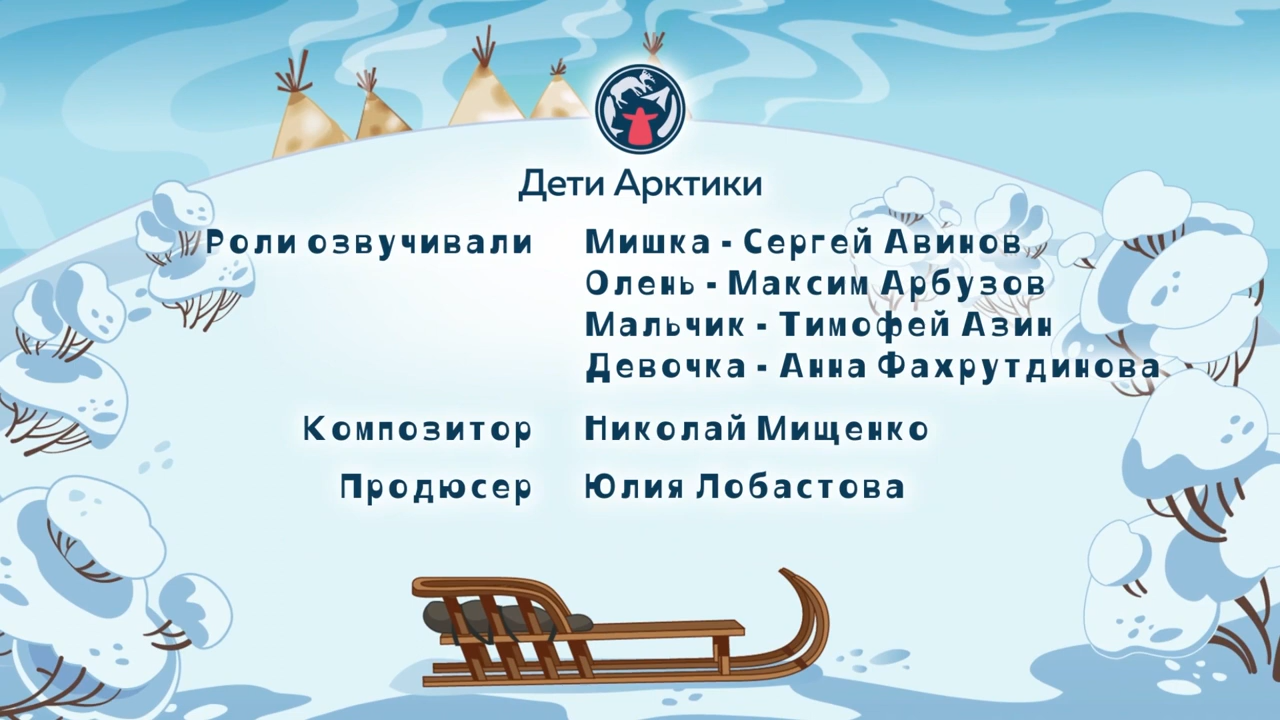 Дети Арктики
Роли озвучивали Мишка - Сергей Авинов
Олень - Максим Арбузов
Мальчик - Тимофей Азин
Девочка - Анна Фахрутдинова
Композитор Николай Мищенко
Продюсер Юлия Лобастова